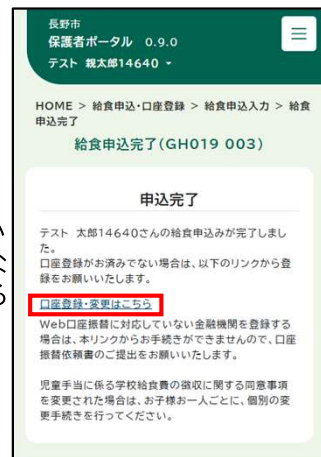 長野市
保護者ポータル 0.9.0
テスト 親太郎14640
HOME > 給食申込・口座登録 > 給食申込入力 > 給食
申込完了
給食申込完了(GH019 003)
申込完了
テスト 太郎14640さんの給食申込みが完了しまし
た。
口座登録がお済みでない場合は、以下のリンクから登
録をお願いいたします。
口座登録・変更はこちら
Web口座振替に対応していない金融機関を登録する
場合は、本リンクからお手続きができませんので、口座
振替依頼書のご提出をお願いいたします。
児童手当に係る学校給食費の徴収に関する同意事項
を変更された場合は、お子様お一人ごとに、個別の変
更手続きを行ってください。